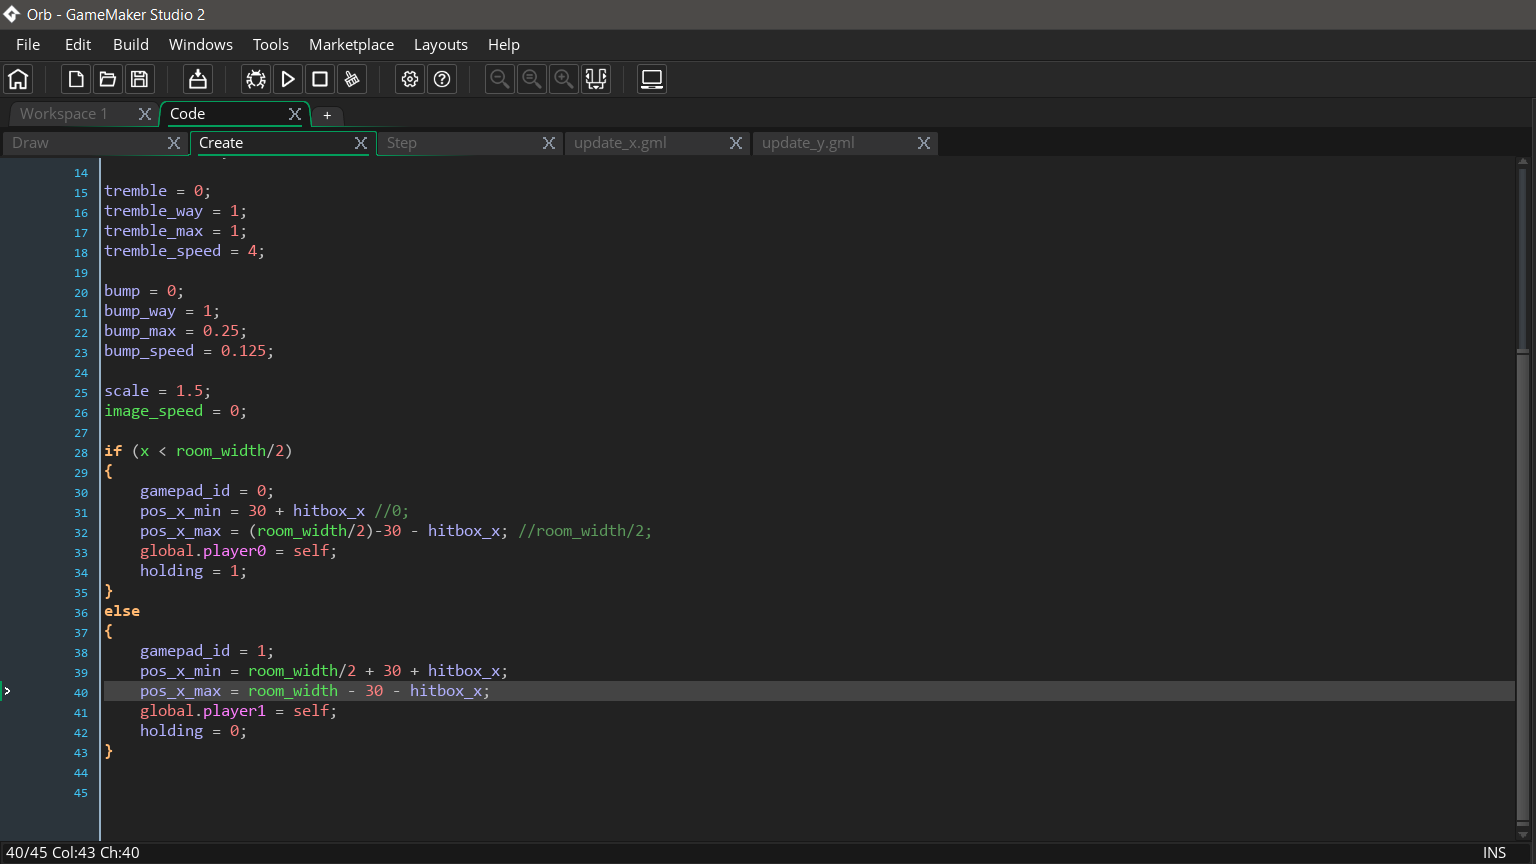 Orb - GameMaker Studio 2
File Edit Build Windows Tools Marketplace Layouts Help
Workspace 1 X Code X +
Draw X Create X Step X update_x.gml X update_y.gml X
14
15 tremble = 0;
16 tremble_way = 1;
17 tremble_max = 1;
18 tremble_speed = 4;
19
20 bump = 0;
21 bump_way = 1;
22 bump_max = 0.25;
23 bump_speed = 0.125;
24
25 scale = 1.5;
26 image_speed = 0;
27
28 if (x < room_width/2)
29 {
30 gamepad_id = 0;
31 pos_x_min = 30 + hitbox_x //0;
32 pos_x_max = (room_width/2)-30 - hitbox_x; //room_width/2;
33 global.player0 = self;
34 holding = 1;
35 }
36 else
37 {
38 gamepad_id = 1;
39 pos_x_min = room_width/2 + 30 + hitbox_x;
40 pos_x_max = room_width - 30 - hitbox_x;
41 global.player1 = self;
42 holding = 0;
43 }
44
45
40/45 Col:43 Ch:40 INS